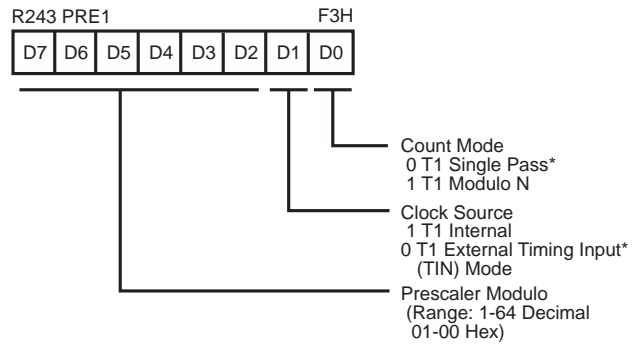 R243 PRE1 F3H
D7 D6 D5 D4 D3 D2 D1 D0
Count Mode
0 T1 Single Pass*
1 T1 Modulo N
Clock Source
1 T1 Internal
0 T1 External Timing Input*
(TIN) Mode
Prescaler Modulo
(Range: 1-64 Decimal
01-00 Hex)